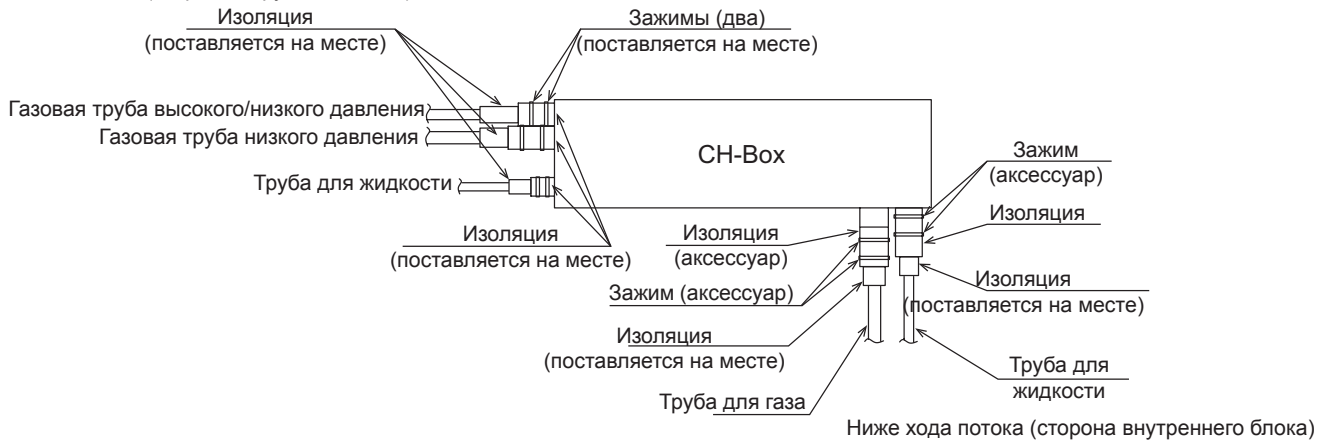 Изоляция
(поставляется на месте)
Зажимы (два)
(поставляется на месте)
Газовая труба высокого/низкого давления
Газовая труба низкого давления
Труба для жидкости
CH-Box
Зажим
(аксессуар)
Изоляция
Изоляция
(поставляется на месте)
Изоляция
(аксессуар)
Зажим (аксессуар)
Изоляция
(поставляется на месте)
Изоляция
(поставляется на месте)
Труба для
жидкости
Труба для газа
Ниже хода потока (сторона внутреннего блока)